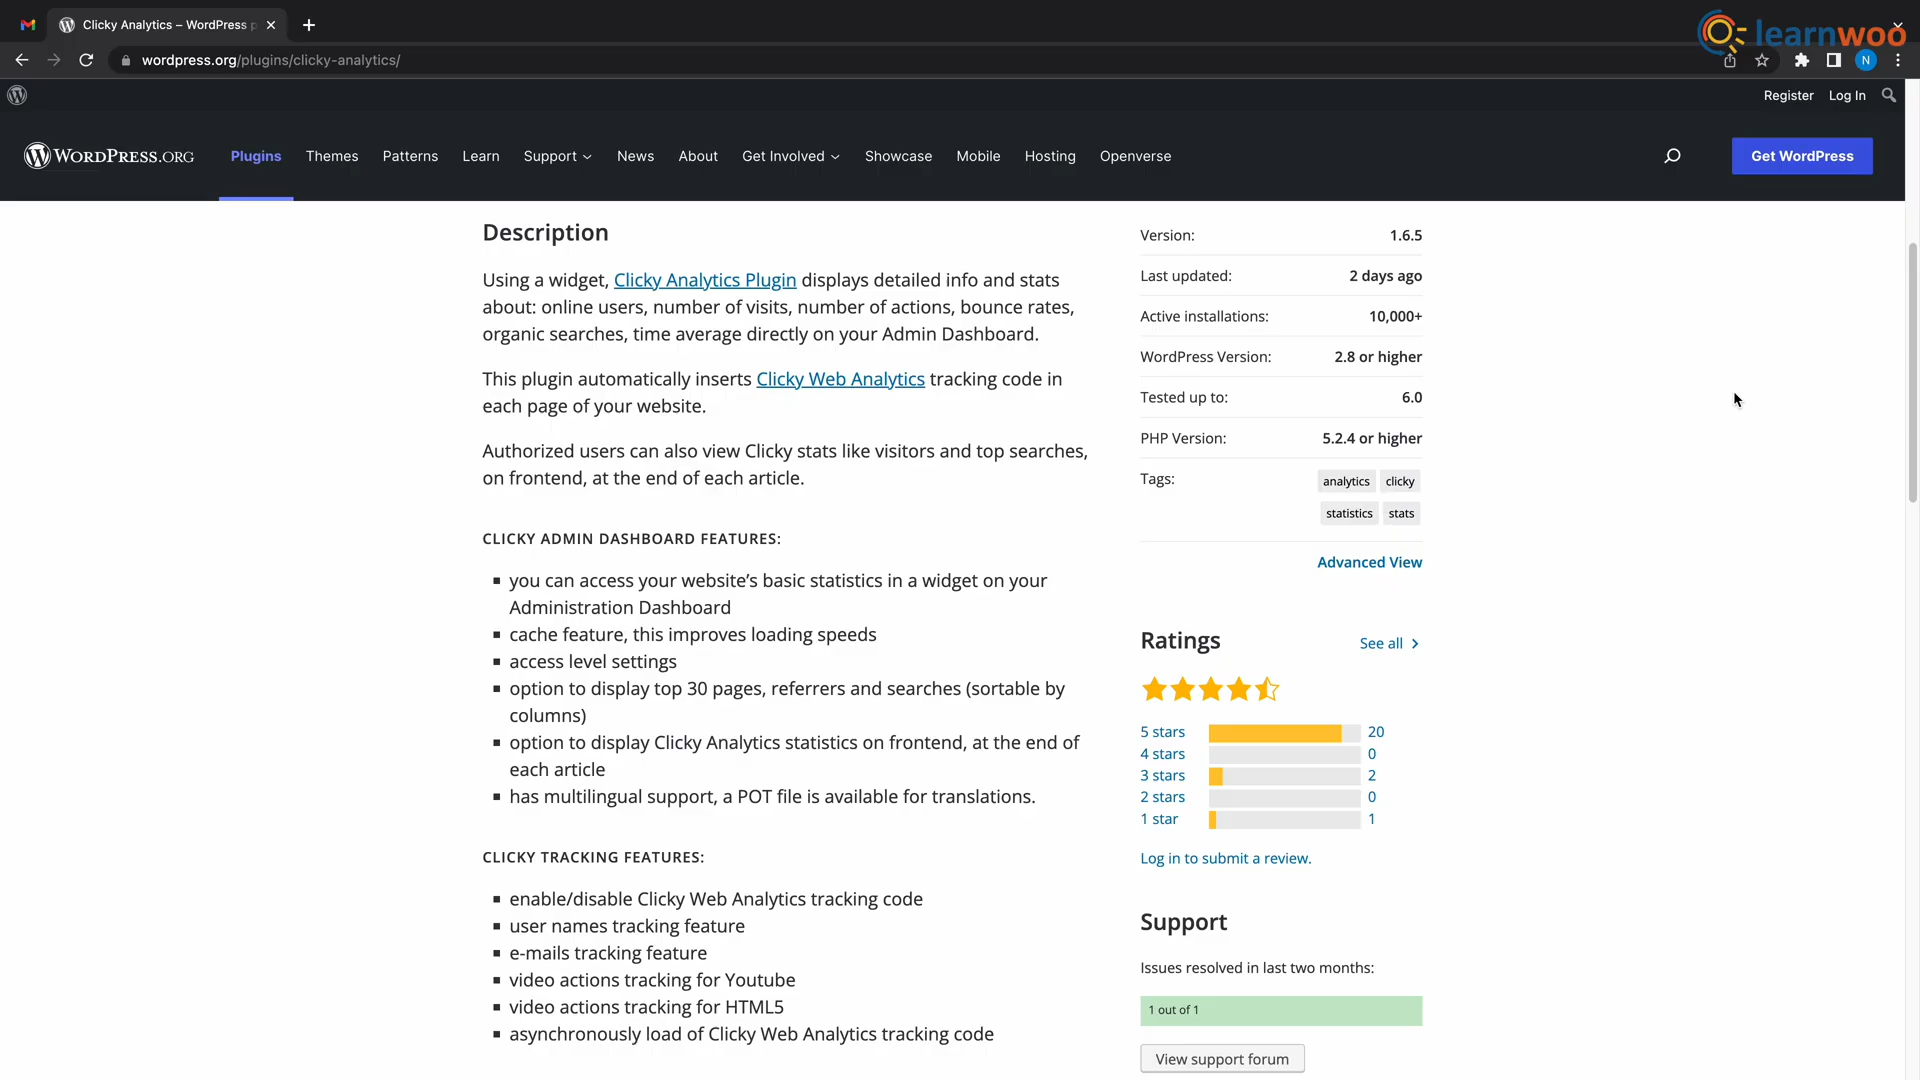 Clicky Analytics – WordPress p
learnwoo
wordpress.org/plugins/clicky-analytics/
N
Register Log In
WORDPRESS.ORG Plugins Themes Patterns Learn Support News About Get Involved Showcase Mobile Hosting Openverse Get WordPress
Description
Using a widget, Clicky Analytics Plugin displays detailed info and stats
about: online users, number of visits, number of actions, bounce rates,
organic searches, time average directly on your Admin Dashboard.
This plugin automatically inserts Clicky Web Analytics tracking code in
each page of your website.
Authorized users can also view Clicky stats like visitors and top searches,
on frontend, at the end of each article.
CLICKY ADMIN DASHBOARD FEATURES:
you can access your website’s basic statistics in a widget on your
Administration Dashboard
cache feature, this improves loading speeds
access level settings
option to display top 30 pages, referrers and searches (sortable by
columns)
option to display Clicky Analytics statistics on frontend, at the end of
each article
has multilingual support, a POT file is available for translations.
CLICKY TRACKING FEATURES:
enable/disable Clicky Web Analytics tracking code
user names tracking feature
e-mails tracking feature
video actions tracking for Youtube
video actions tracking for HTML5
asynchronously load of Clicky Web Analytics tracking code
Version: 1.6.5
Last updated: 2 days ago
Active installations: 10,000+
WordPress Version: 2.8 or higher
Tested up to: 6.0
PHP Version: 5.2.4 or higher
Tags: analytics clicky
statistics stats
Advanced View
Ratings See all
5 stars 20
4 stars 0
3 stars 2
2 stars 0
1 star 1
Log in to submit a review.
Support
Issues resolved in last two months:
1 out of 1
View support forum